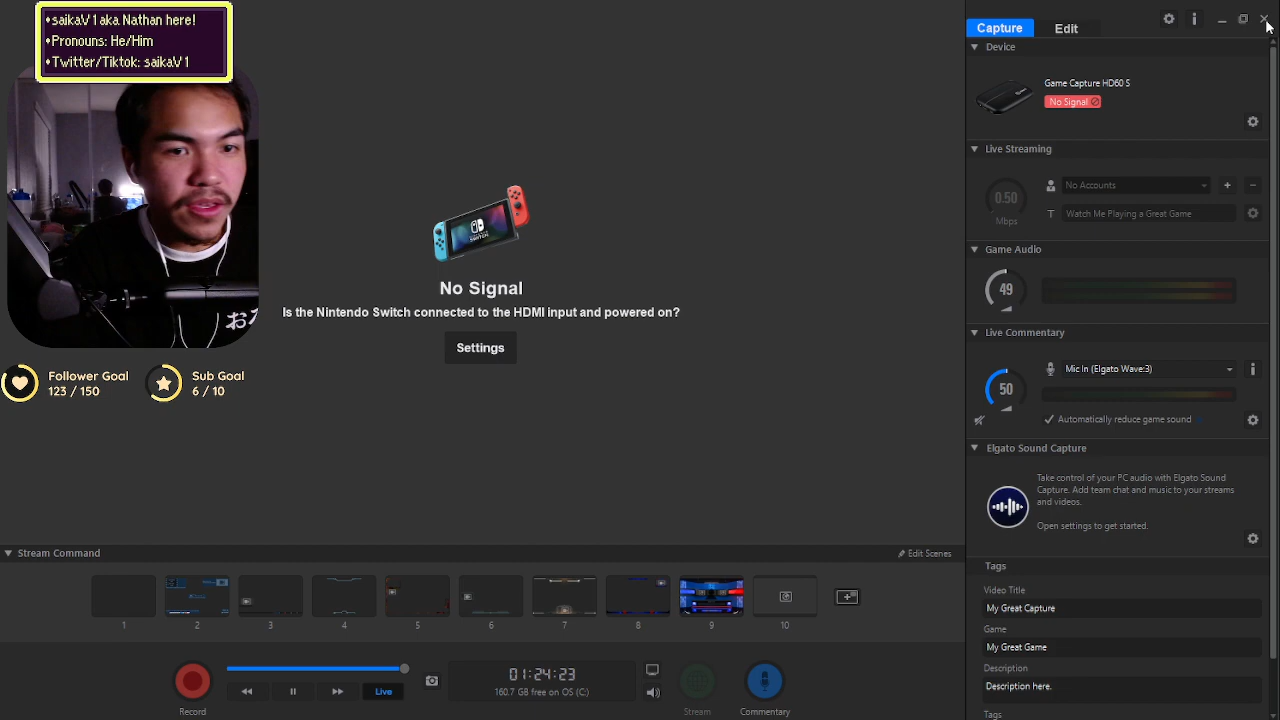 •saikaV1 aka Nathan here!
•Pronouns: He/Him
•Twitter/Tiktok: saikaV1
お
Follower Goal
123 / 150
Sub Goal
6 / 10
No Signal
Is the Nintendo Switch connected to the HDMI input and powered on?
Settings
Capture
Edit
Device
Game Capture HD60 S
No Signal
Live Streaming
0.50
Mbps
No Accounts
T
Watch Me Playing a Great Game
Game Audio
49
Live Commentary
50
Mic In (Elgato Wave:3)
Automatically reduce game sound
Elgato Sound Capture
Take control of your PC audio with Elgato Sound
Capture. Add team chat and music to your streams
and videos.
Open settings to get started.
Tags
Video Title
My Great Capture
Game
My Great Game
Description
Description here.
Tags
Stream Command
Edit Scenes
1
2
3
4
5
6
7
8
9
10
Record
Live
01:24:23
160.7 GB free on OS (C:)
Stream
Commentary